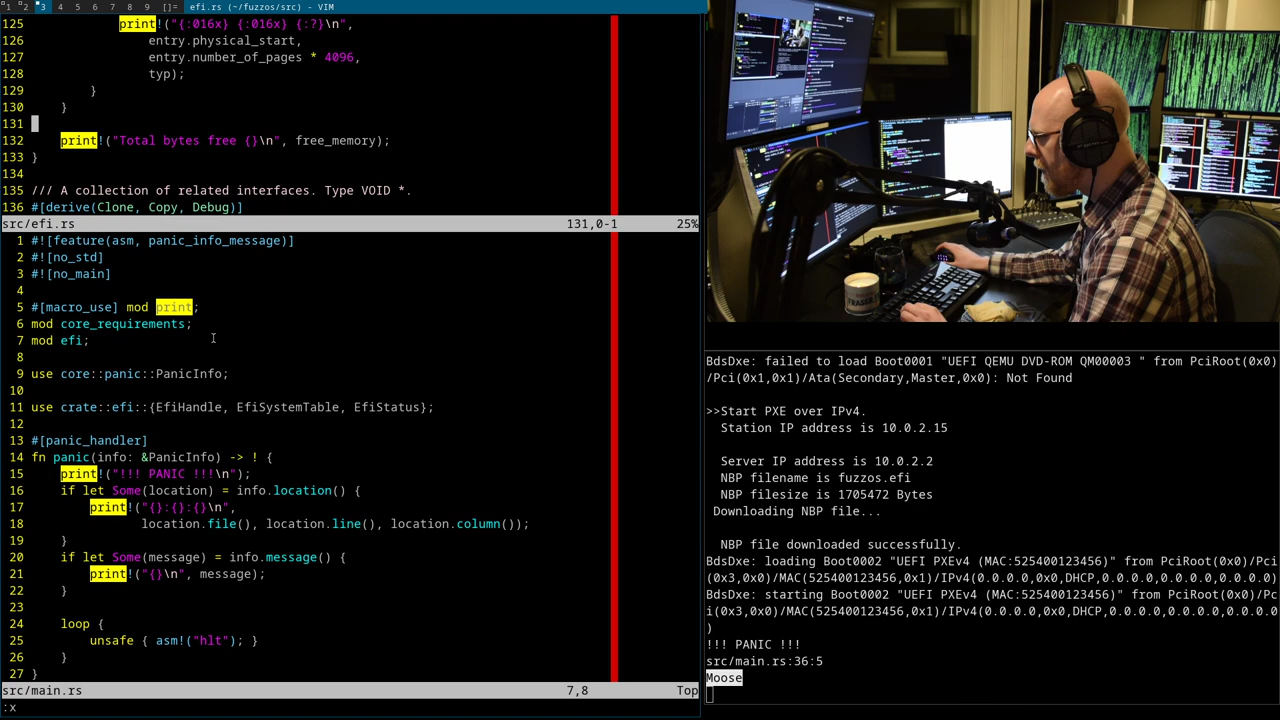 1 2 3 4 5 6 7 8 9 []= efi.rs (~/fuzzos/src) - VIM
125 print!("{:016x} {:016x} {:?}\n",
126 entry.physical_start,
127 entry.number_of_pages * 4096,
128 typ);
129 }
130 }
131
132 print!("Total bytes free {}\n", free_memory);
133 }
134
135 /// A collection of related interfaces. Type VOID *.
136 #[derive(Clone, Copy, Debug)]
src/efi.rs 131,0-1 25%
1 #![feature(asm, panic_info_message)]
2 #![no_std]
3 #![no_main]
4
5 #[macro_use] mod print;
6 mod core_requirements;
7 mod efi;
8
9 use core::panic::PanicInfo;
10
11 use crate::efi::{EfiHandle, EfiSystemTable, EfiStatus};
12
13 #[panic_handler]
14 fn panic(info: &PanicInfo) -> ! {
15 print!("!!! PANIC !!!\n");
16 if let Some(location) = info.location() {
17 print!("{}:{}:{}\n",
18 location.file(), location.line(), location.column());
19 }
20 if let Some(message) = info.message() {
21 print!("{}\n", message);
22 }
23
24 loop {
25 unsafe { asm!("hlt"); }
26 }
27 }
src/main.rs 7,8 Top
:x
BdsDxe: failed to load Boot0001 "UEFI QEMU DVD-ROM QM00003 " from PciRoot(0x0)
/Pci(0x1,0x1)/Ata(Secondary,Master,0x0): Not Found
>>Start PXE over IPv4.
Station IP address is 10.0.2.15
Server IP address is 10.0.2.2
NBP filename is fuzzos.efi
NBP filesize is 1705472 Bytes
Downloading NBP file...
NBP file downloaded successfully.
BdsDxe: loading Boot0002 "UEFI PXEv4 (MAC:525400123456)" from PciRoot(0x0)/Pci
(0x3,0x0)/MAC(525400123456,0x1)/IPv4(0.0.0.0,0x0,DHCP,0.0.0.0,0.0.0.0,0.0.0.0)
BdsDxe: starting Boot0002 "UEFI PXEv4 (MAC:525400123456)" from PciRoot(0x0)/Pc
i(0x3,0x0)/MAC(525400123456,0x1)/IPv4(0.0.0.0,0x0,DHCP,0.0.0.0,0.0.0.0,0.0.0.0
)
!!! PANIC !!!
src/main.rs:36:5
Moose